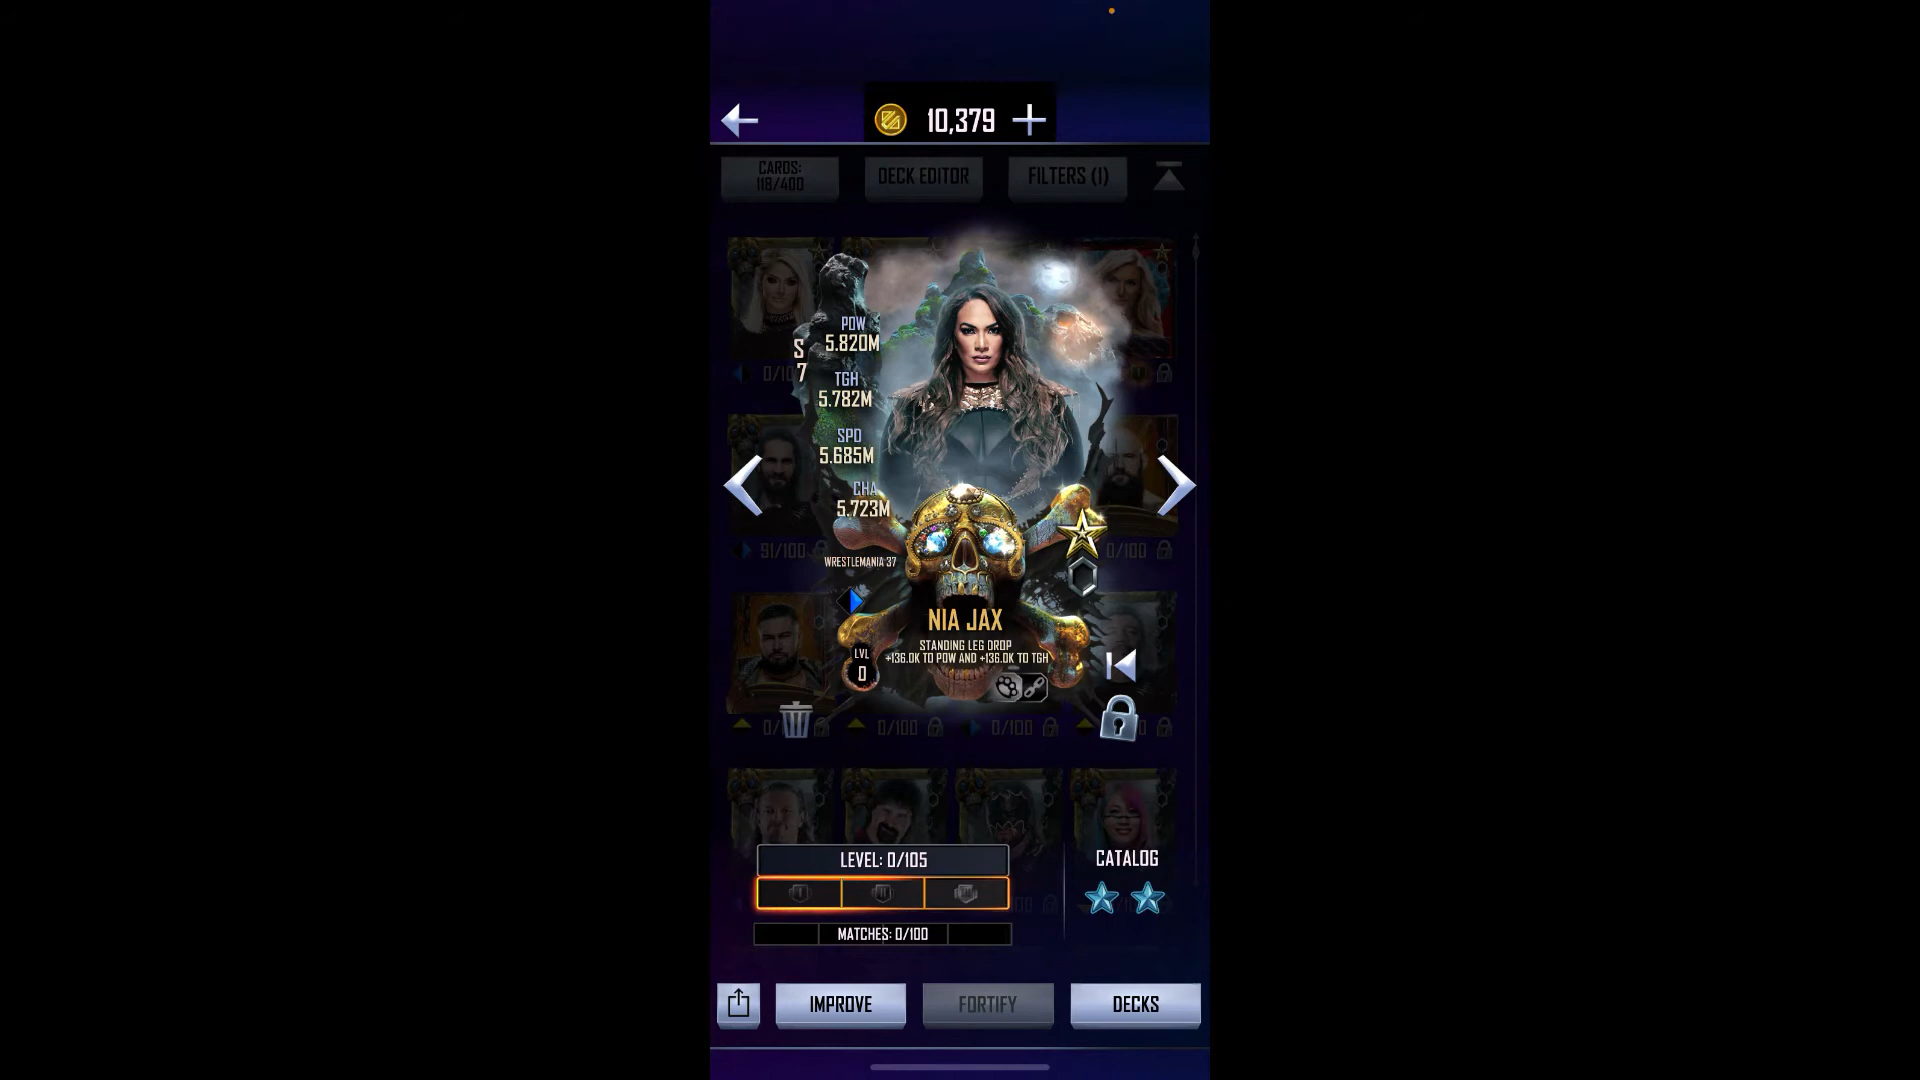 10,379
CARDS:
118/400
DECK EDITOR
FILTERS (1)
POW
5.820M
S
7
TGH
5.782M
SPD
5.685M
CHA
5.723M
WRESTLEMANIA 37
NIA JAX
STANDING LEG DROP
+136.0K TO POW AND +136.0K TO TGH
LVL
0
91/100
0/100
0/100
0/100
LEVEL: 0/105
MATCHES: 0/100
CATALOG
IMPROVE
FORTIFY
DECKS